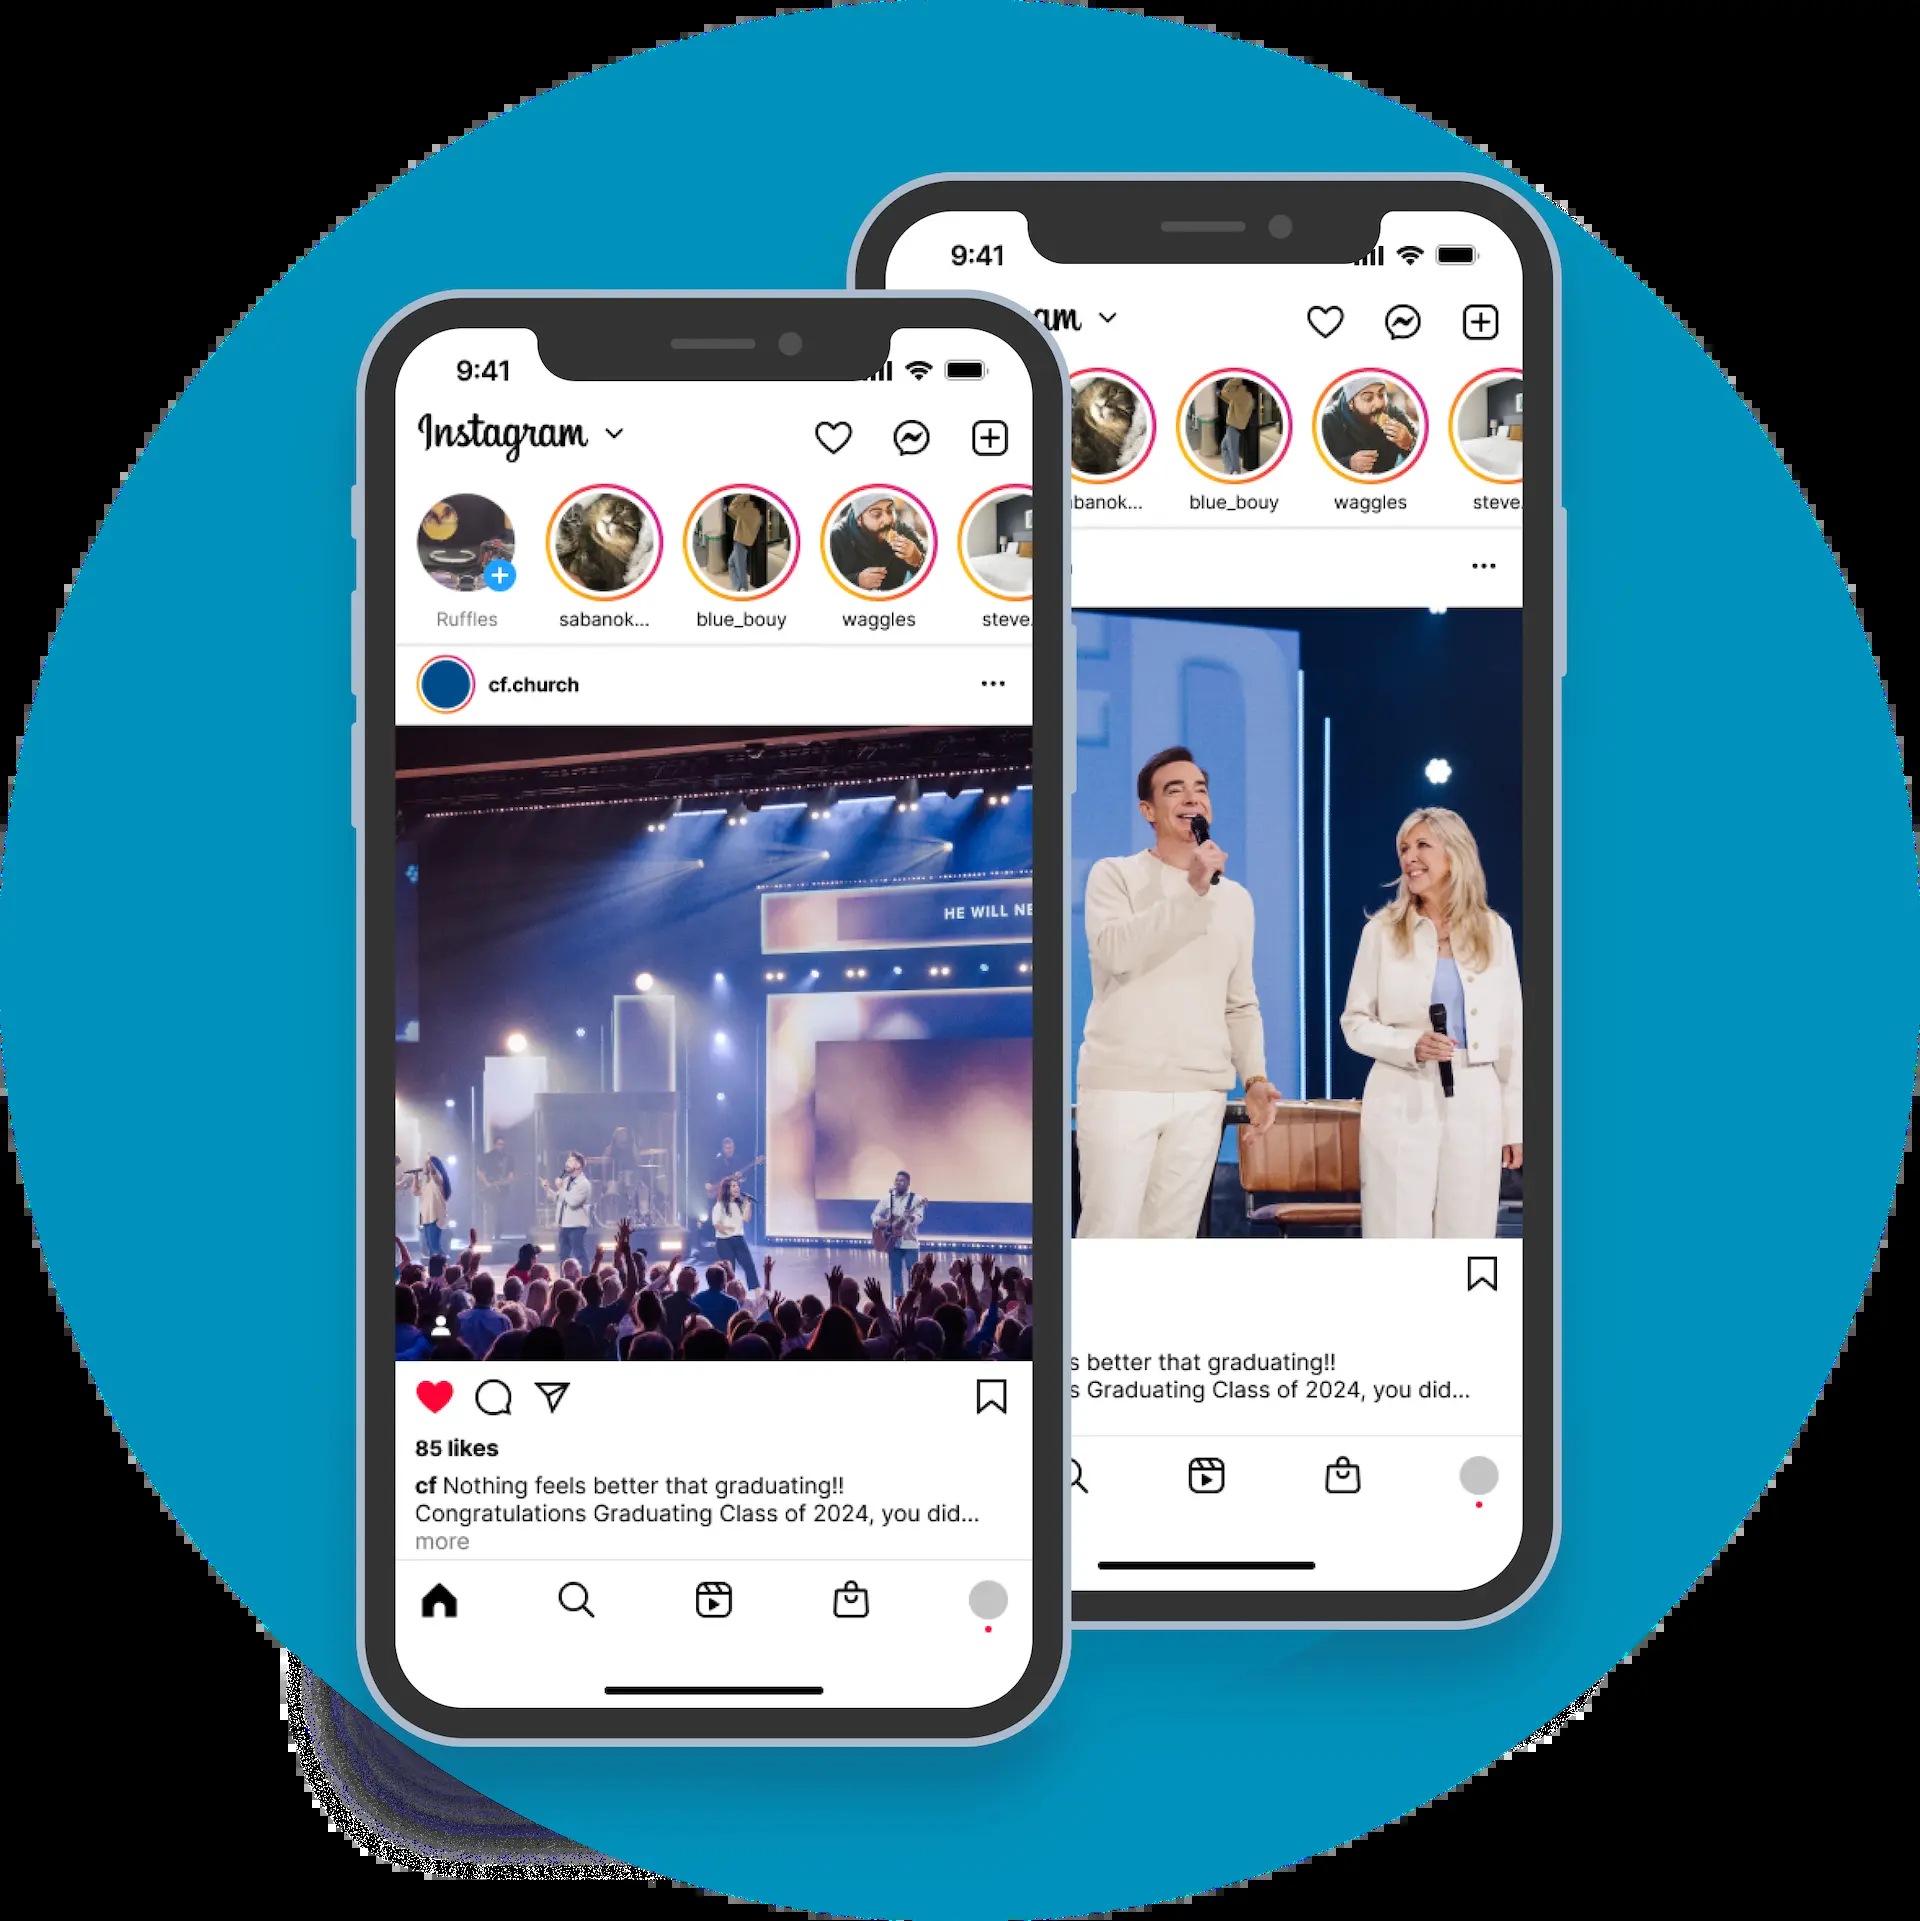 9:41
Instagram
Ruffles
sabanok...
blue_bouy
waggles
steve.
cf.church
HE WILL NE
85 likes
cf Nothing feels better that graduating!!
Congratulations Graduating Class of 2024, you did...
more
9:41
am
banok...
blue_bouy
waggles
steve.
s better that graduating!!
s Graduating Class of 2024, you did...